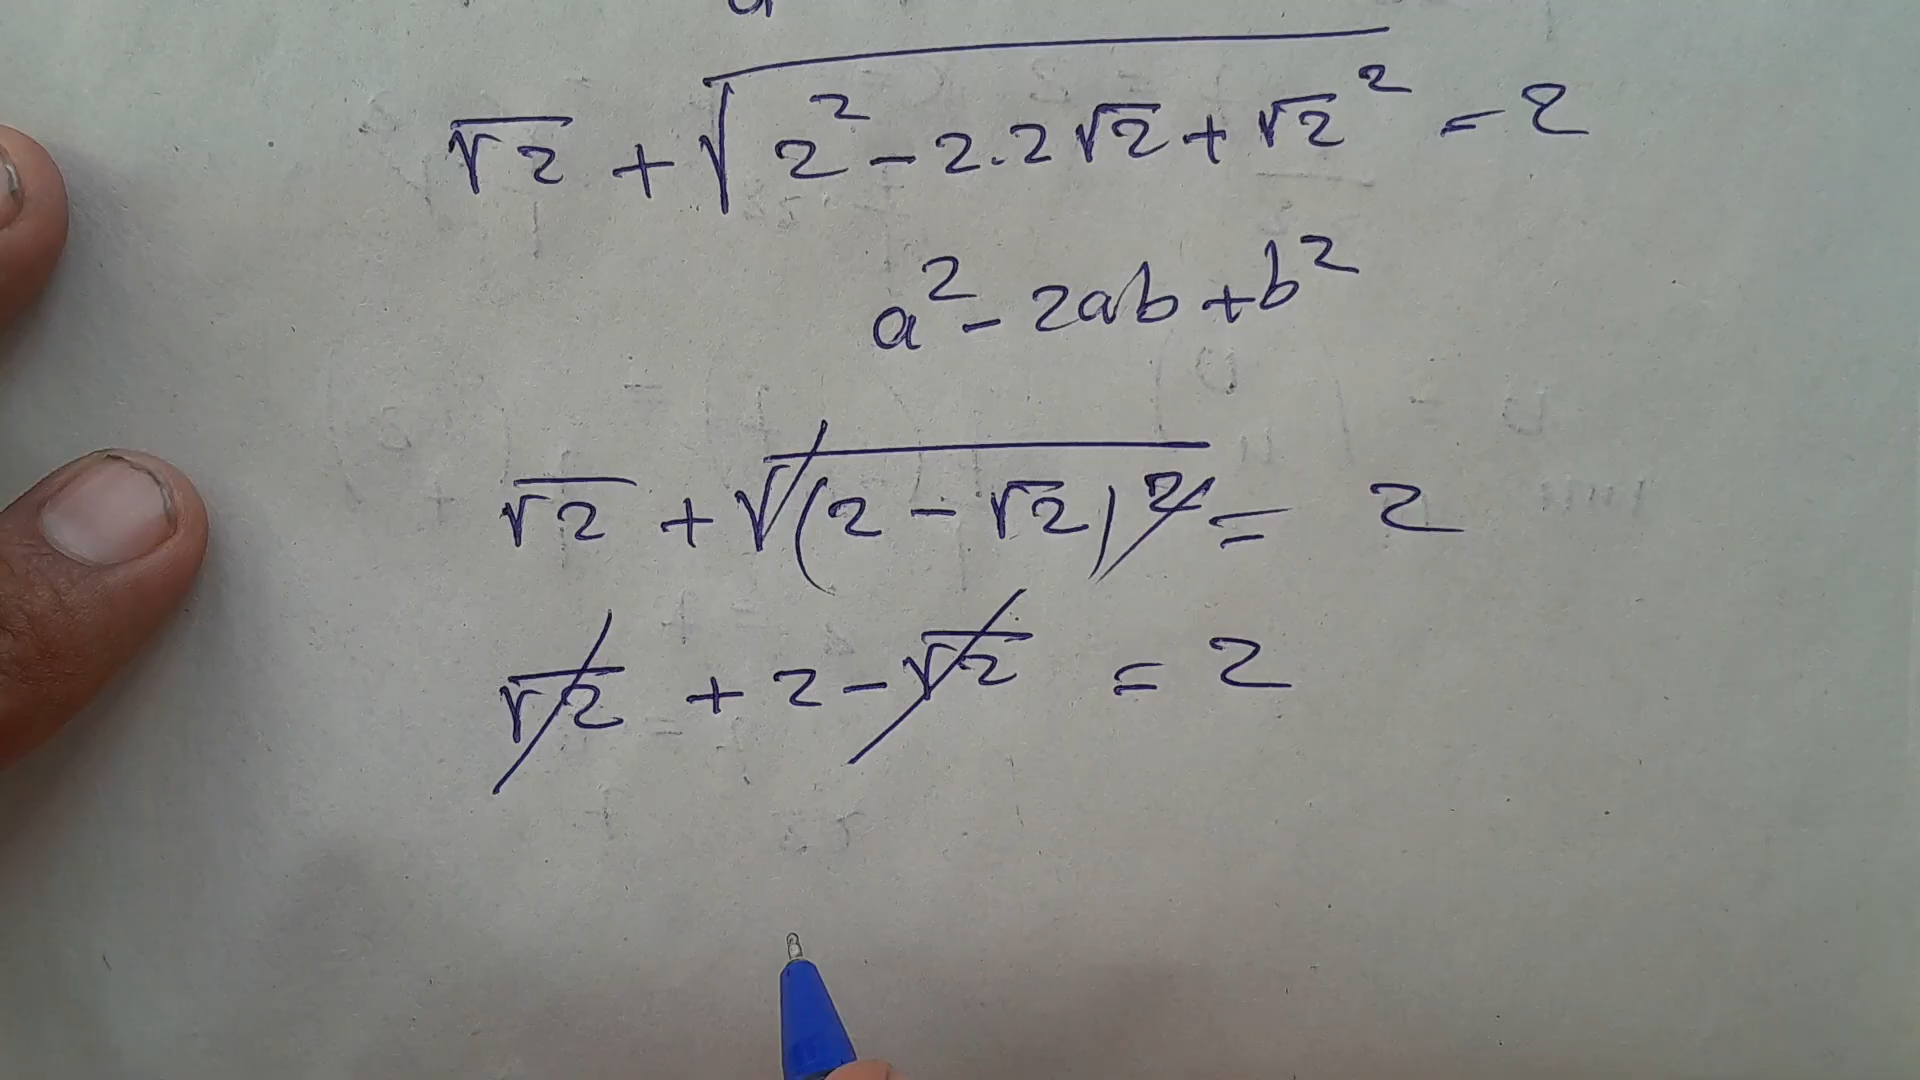 √2 + √(2² - 2.2√2 + √2²) = 2
a² - 2ab + b²
√2 + √(2 - √2)² = 2
√2 + 2 - √2 = 2